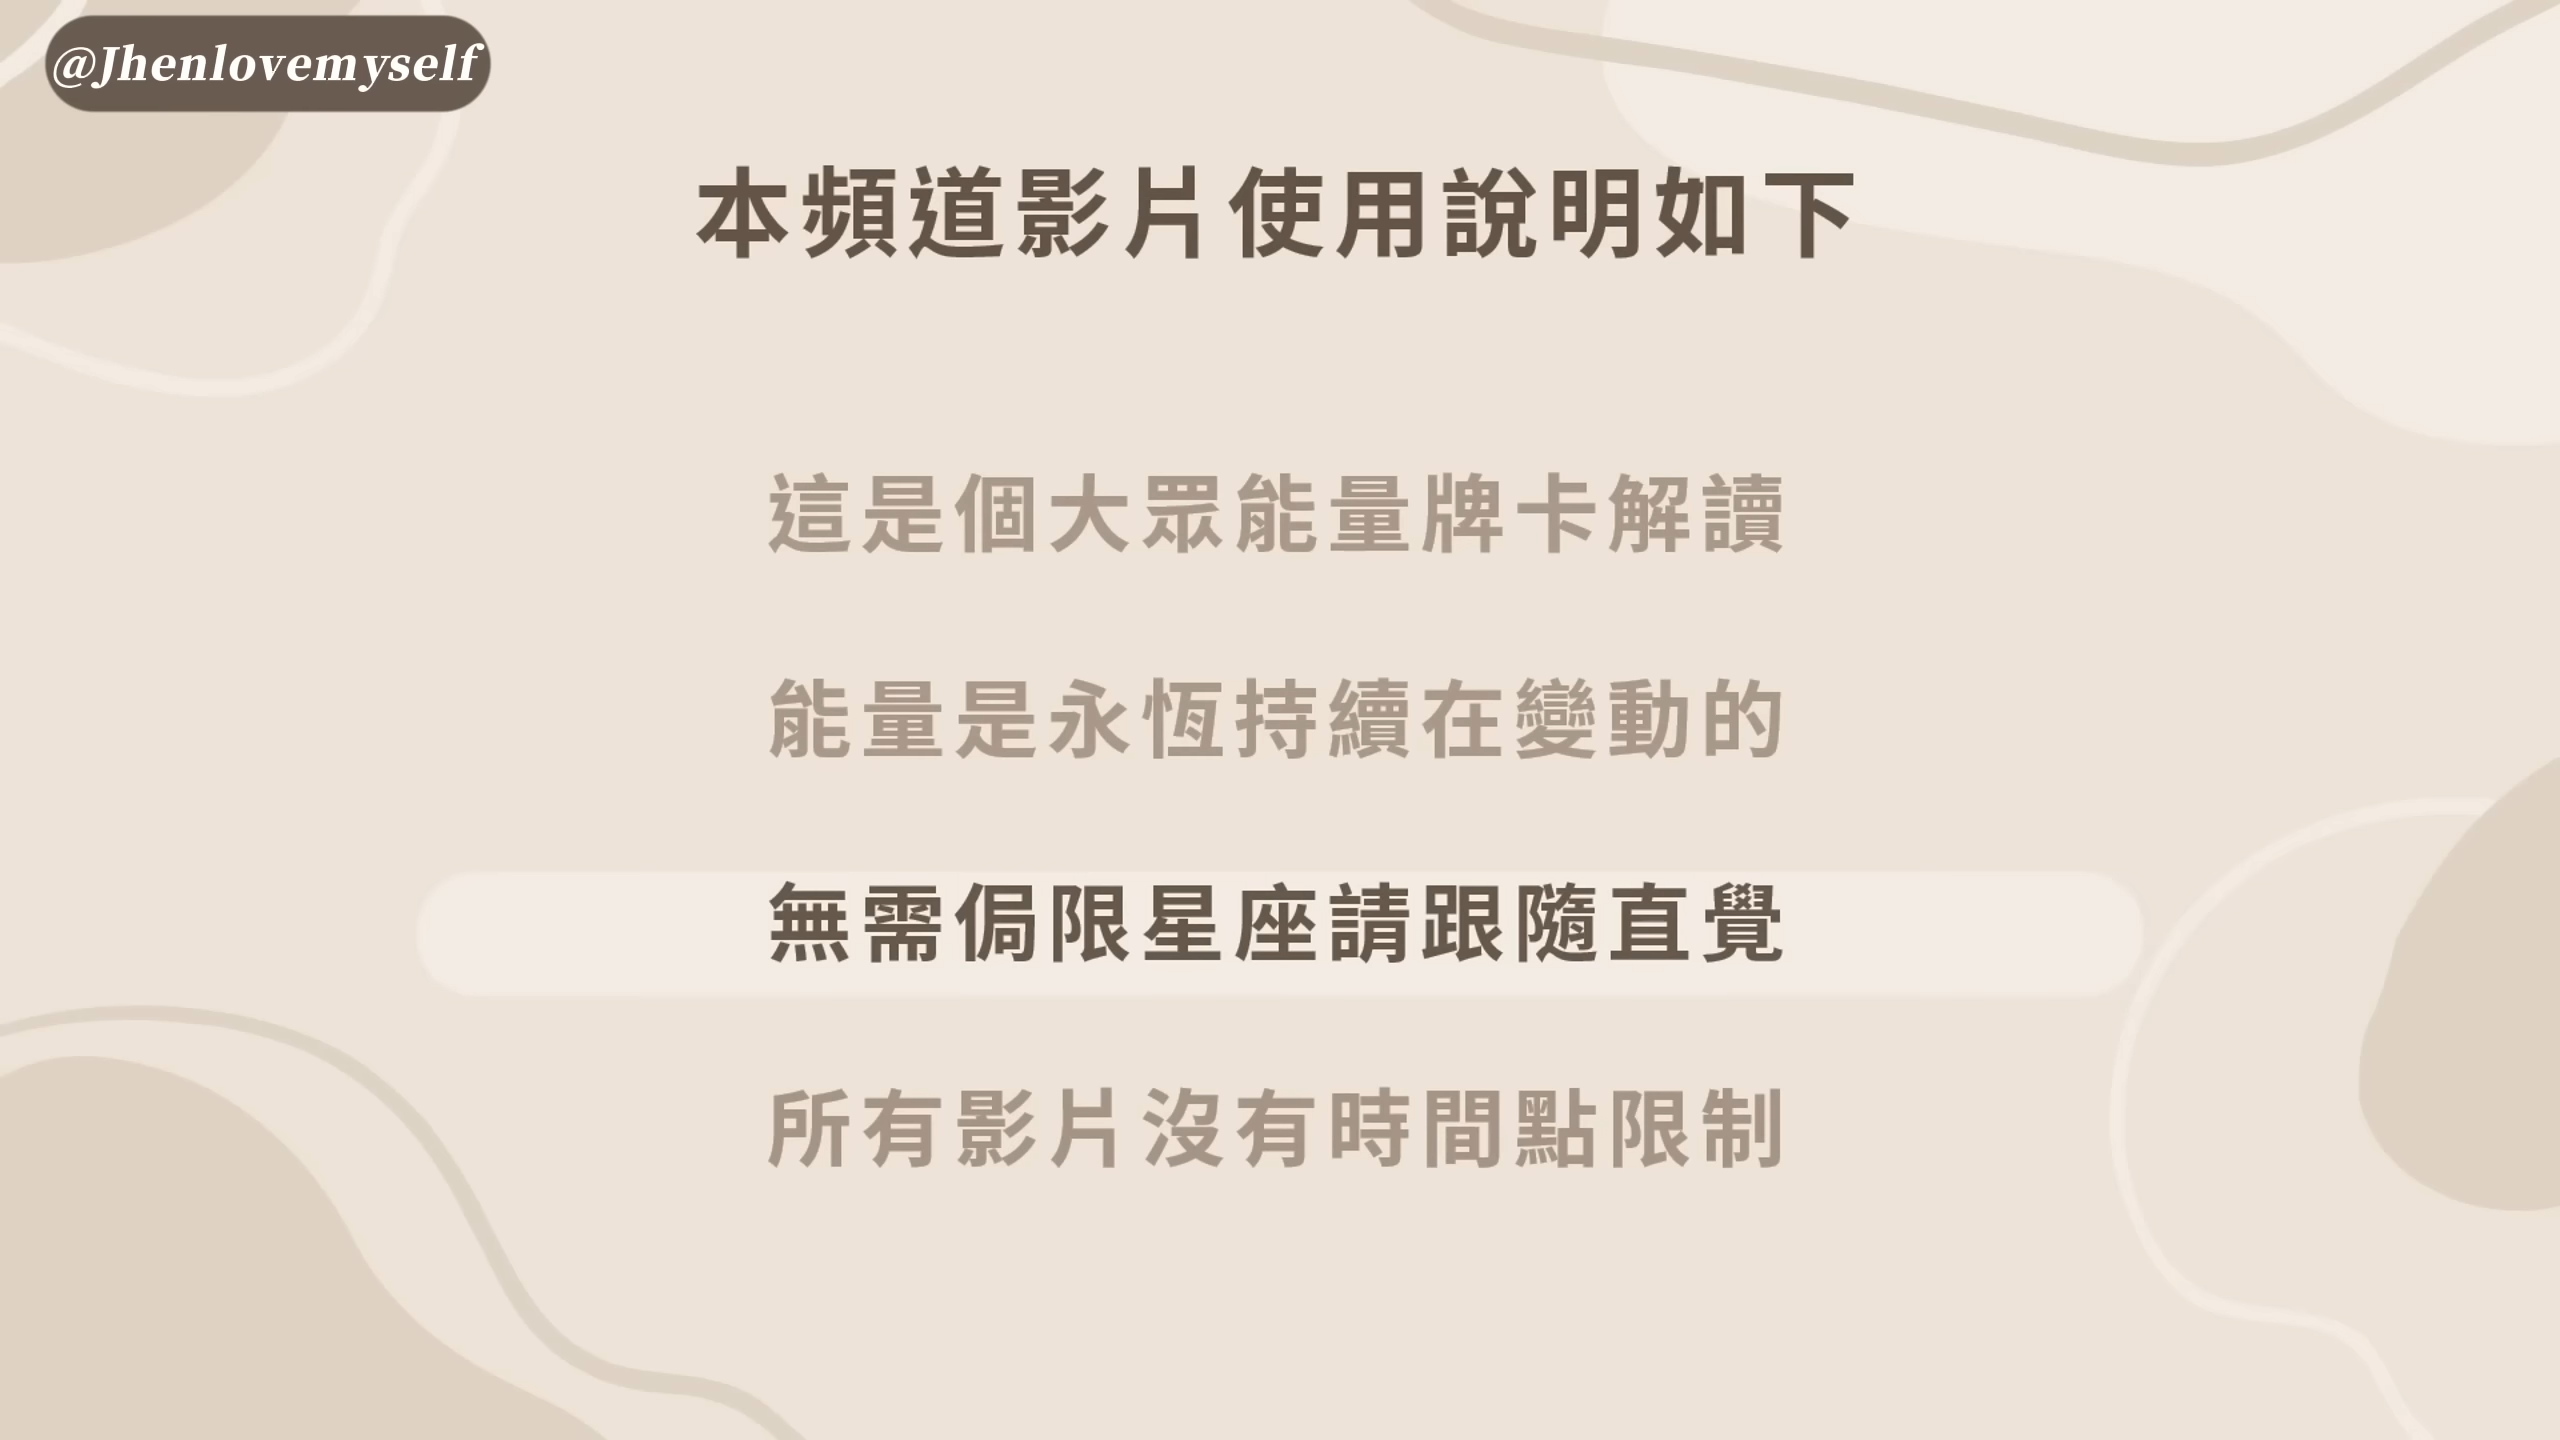 @Jhenlovemyself
本頻道影片使用說明如下
這是個大眾能量牌卡解讀
能量是永恆持續在變動的
無需侷限星座請跟隨直覺
所有影片沒有時間點限制